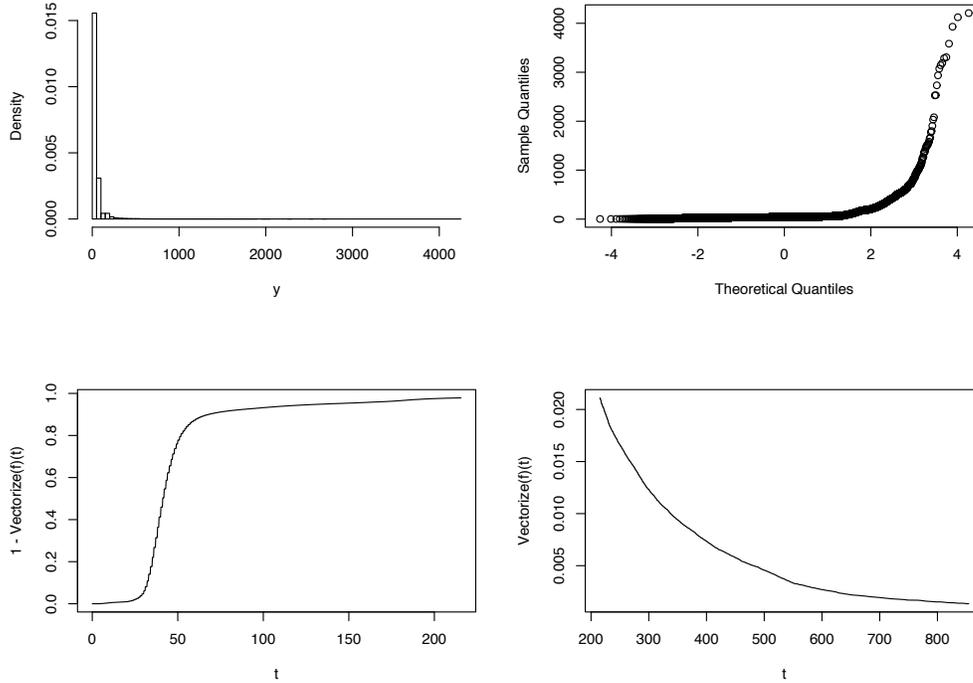 Density
0.000 0.005 0.010 0.015
0 1000 2000 3000 4000
y
Sample Quantiles
0 1000 2000 3000 4000
-4 -2 0 2 4
Theoretical Quantiles
1 - Vectorize(f)(t)
0.0 0.2 0.4 0.6 0.8 1.0
0 50 100 150 200
t
Vectorize(f)(t)
0.005 0.010 0.015 0.020
200 300 400 500 600 700 800
t